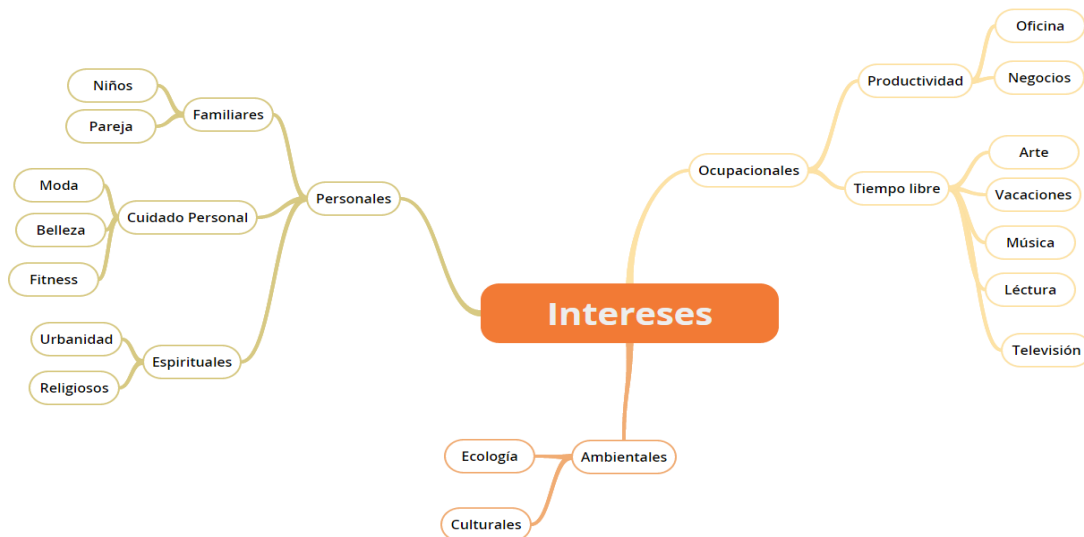 Intereses
Personales
Familiares
Niños
Pareja
Cuidado Personal
Moda
Belleza
Fitness
Espirituales
Urbanidad
Religiosos
Ocupacionales
Productividad
Oficina
Negocios
Tiempo libre
Arte
Vacaciones
Música
Léctura
Televisión
Ambientales
Ecología
Culturales